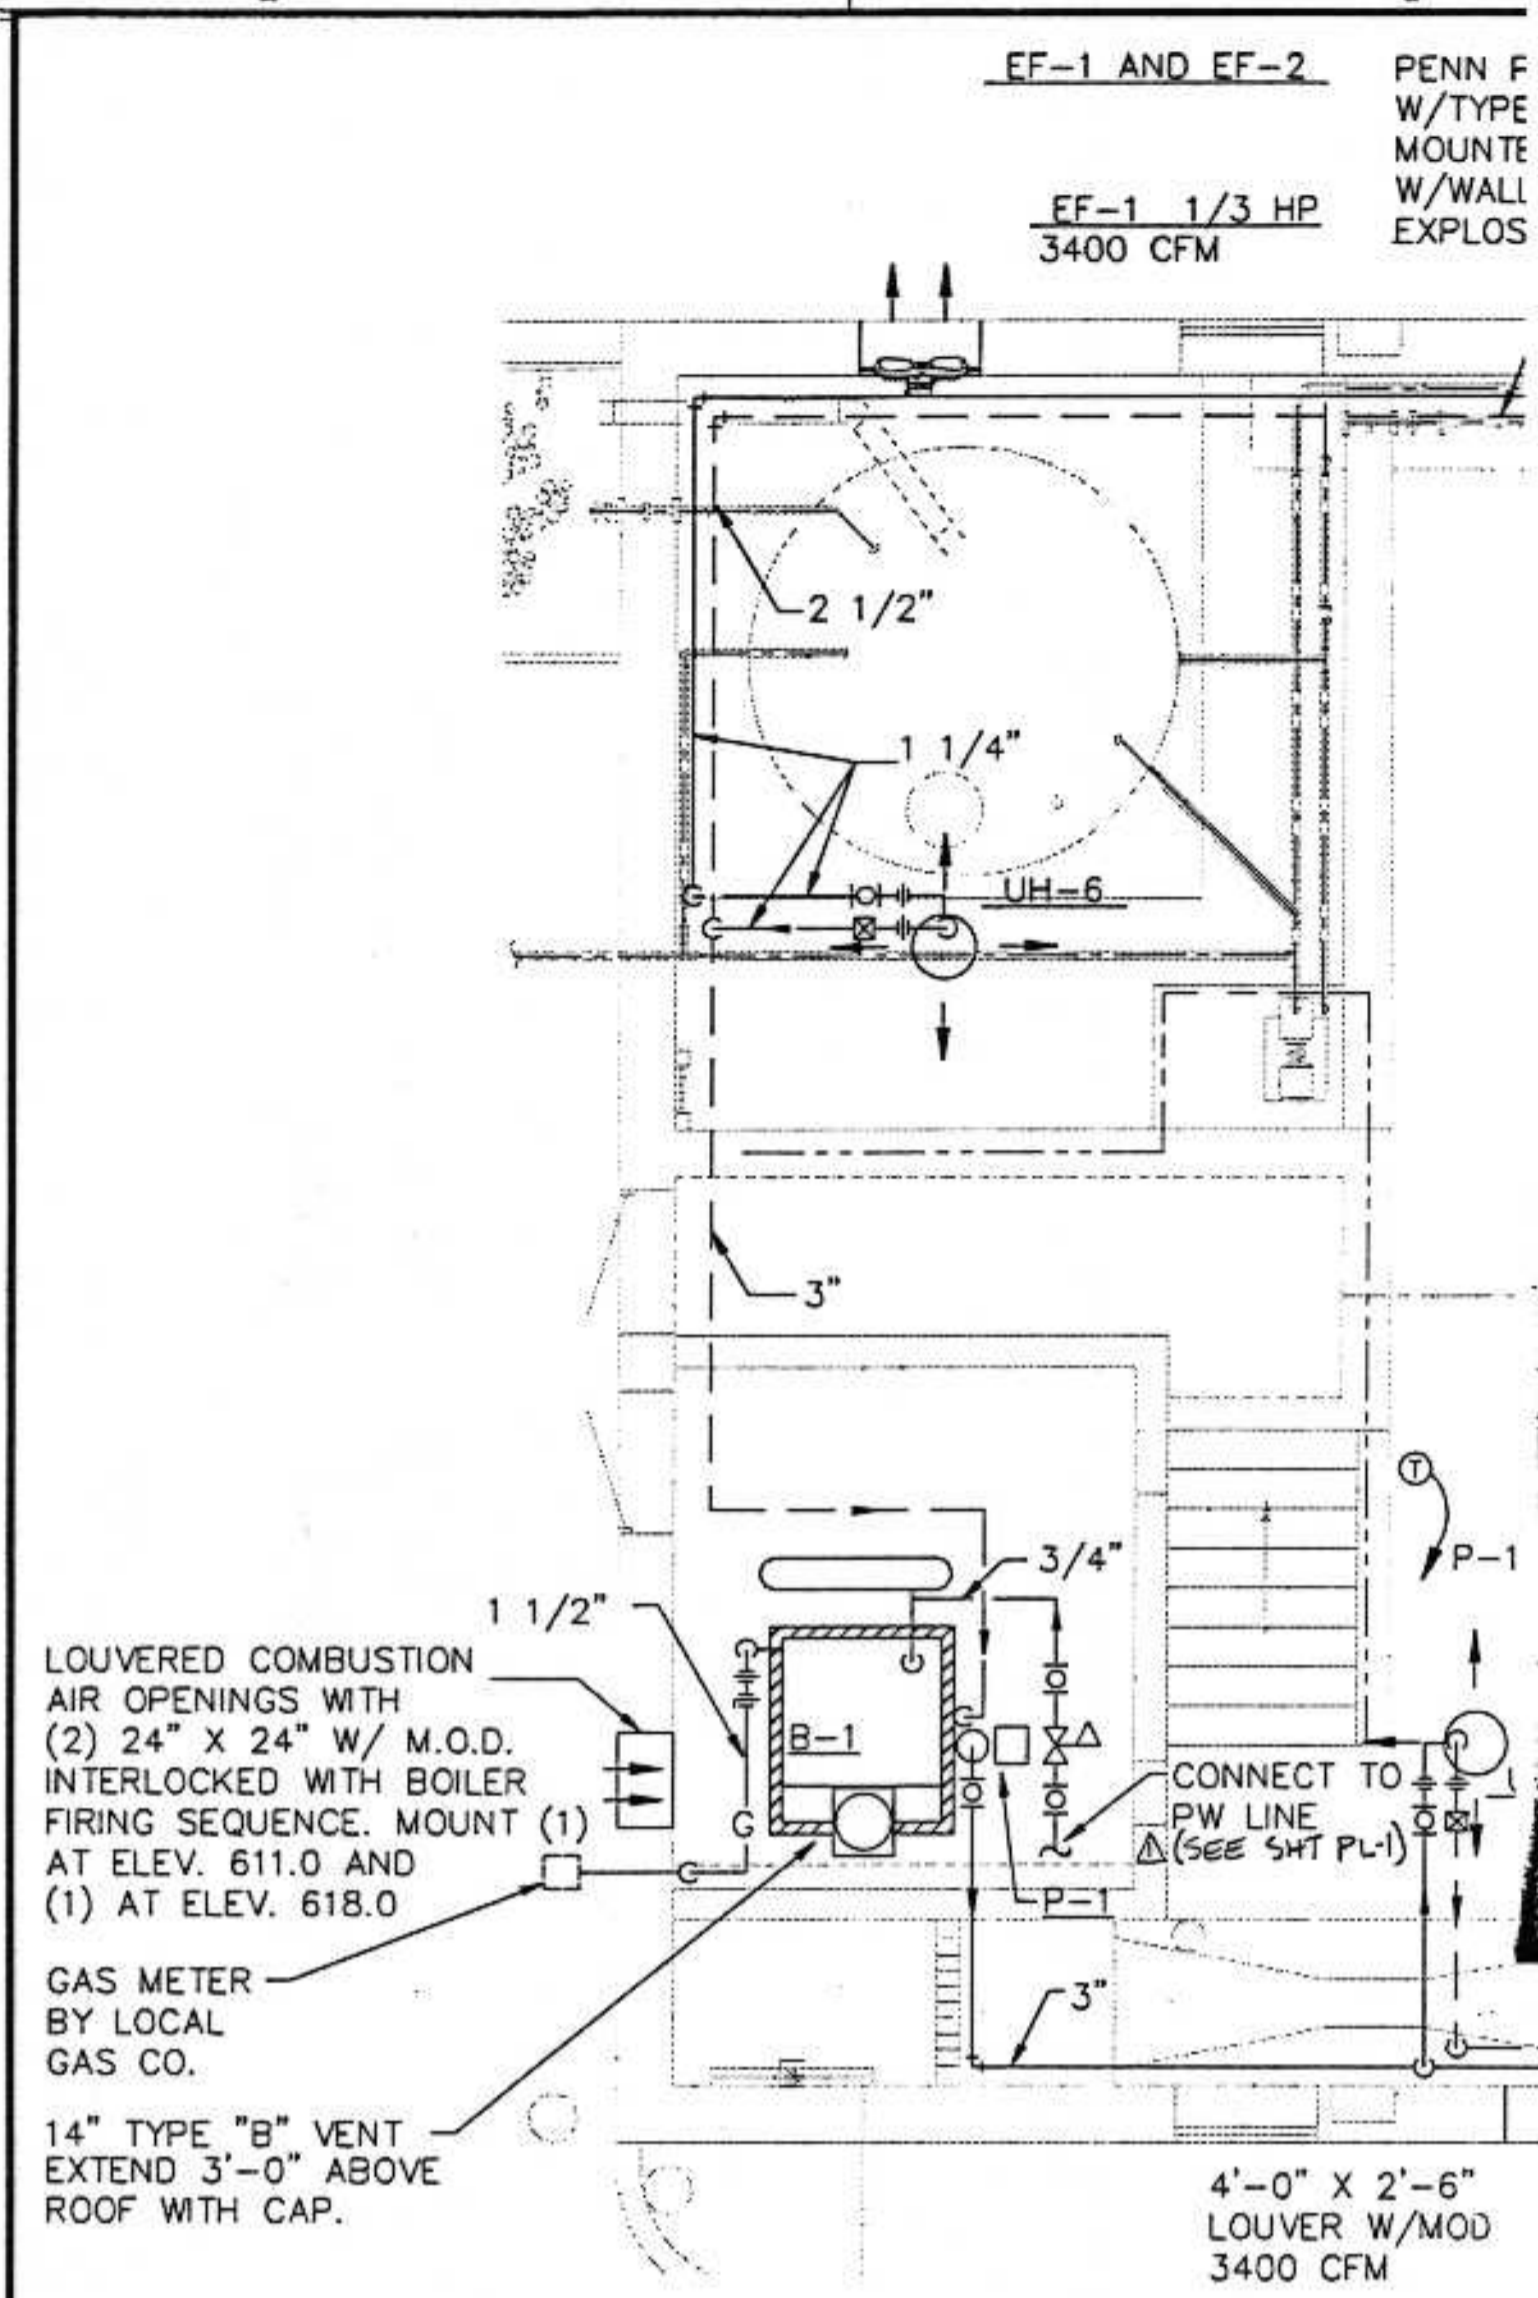 EF-1 AND EF-2
PENN
W/TYPE
MOUNTE
W/WALL
EXPLOS
EF-1 1/3 HP
3400 CFM
2 1/2"
1 1/4"
UH-6
3"
T
P-1
3/4"
1 1/2"
LOUVERED COMBUSTION
AIR OPENINGS WITH
(2) 24" X 24" W/ M.O.D.
INTERLOCKED WITH BOILER
FIRING SEQUENCE. MOUNT (1)
AT ELEV. 611.0 AND
(1) AT ELEV. 618.0
B-1
CONNECT TO
PW LINE
(SEE SHT PL-1)
P-1
GAS METER
BY LOCAL
GAS CO.
3"
14" TYPE "B" VENT
EXTEND 3'-0" ABOVE
ROOF WITH CAP.
4'-0" X 2'-6"
LOUVER W/MOD
3400 CFM